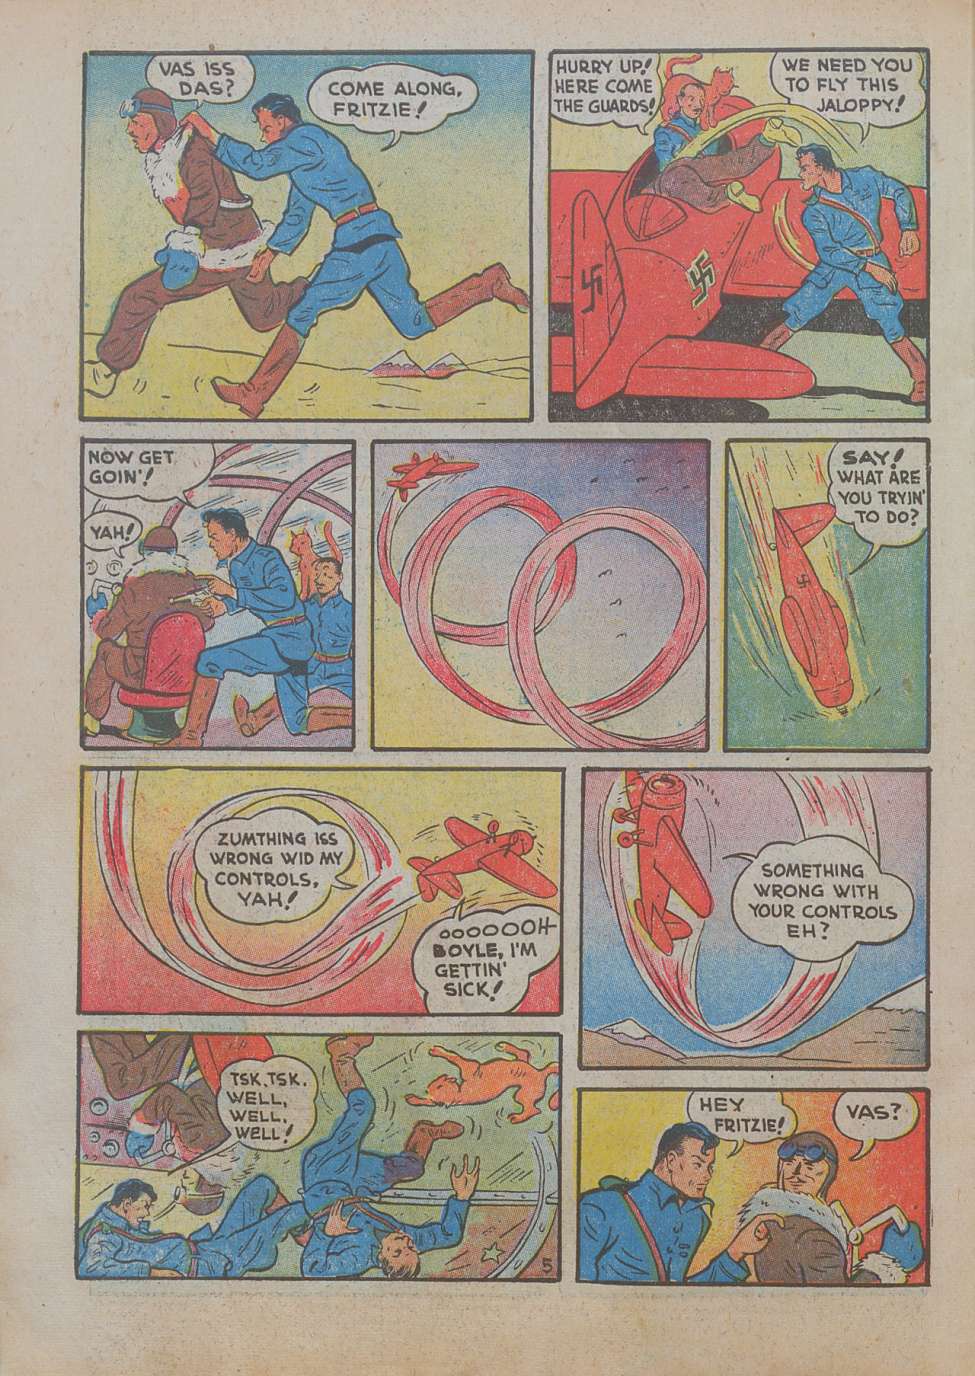 VAS ISS
DAS?
COME ALONG,
FRITZIE!
HURRY UP!
HERE COME
THE GUARDS!
WE NEED YOU
TO FLY THIS
JALOPPY!
NOW GET
GOIN'!
YAH!
SAY!
WHAT ARE
YOU TRYIN'
TO DO?
ZUMTHING ISS
WRONG WID MY
CONTROLS,
YAH!
OOOOOOOH-
BOYLE, I'M
GETTIN'
SICK!
SOMETHING
WRONG WITH
YOUR CONTROLS
EH?
TSK, TSK.
WELL,
WELL,
WELL!
5
HEY
FRITZIE!
VAS?